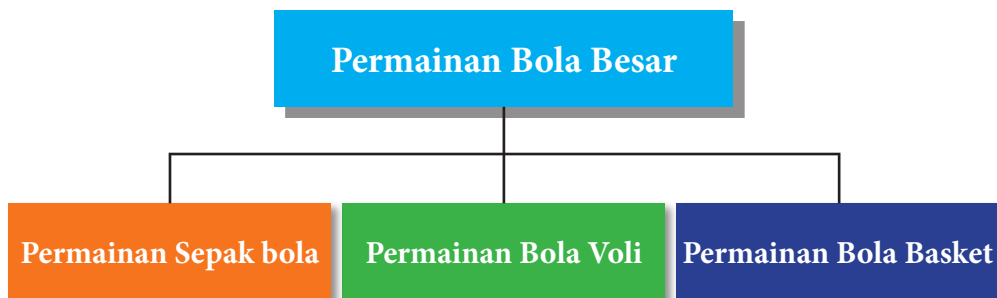 Permainan Bola Besar
Permainan Sepak bola
Permainan Bola Voli
Permainan Bola Basket